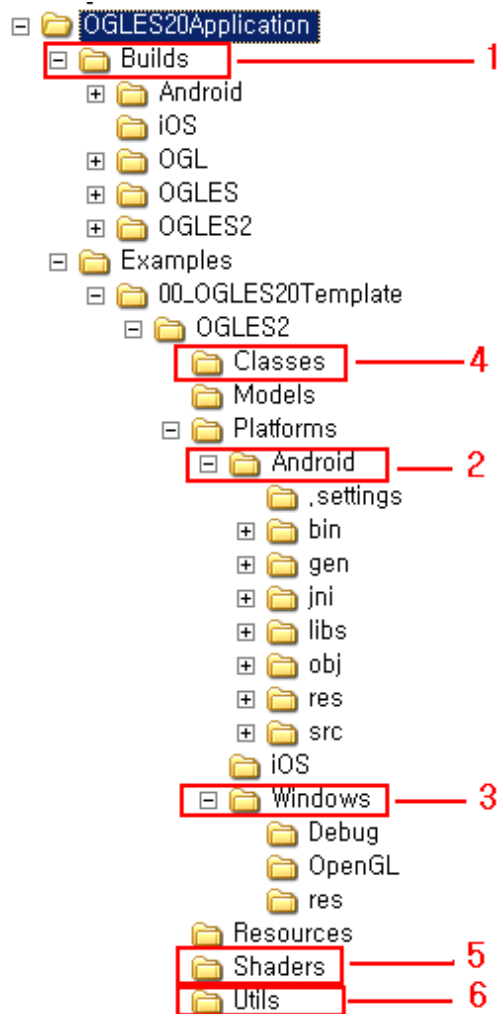 OGLES20Application
Builds 1
Android
iOS
OGL
OGLES
OGLES2
Examples
00_OGLES20Template
OGLES2
Classes 4
Models
Platforms
Android 2
.settings
bin
gen
jni
libs
obj
res
src
iOS
Windows 3
Debug
OpenGL
res
Resources
Shaders 5
Utils 6